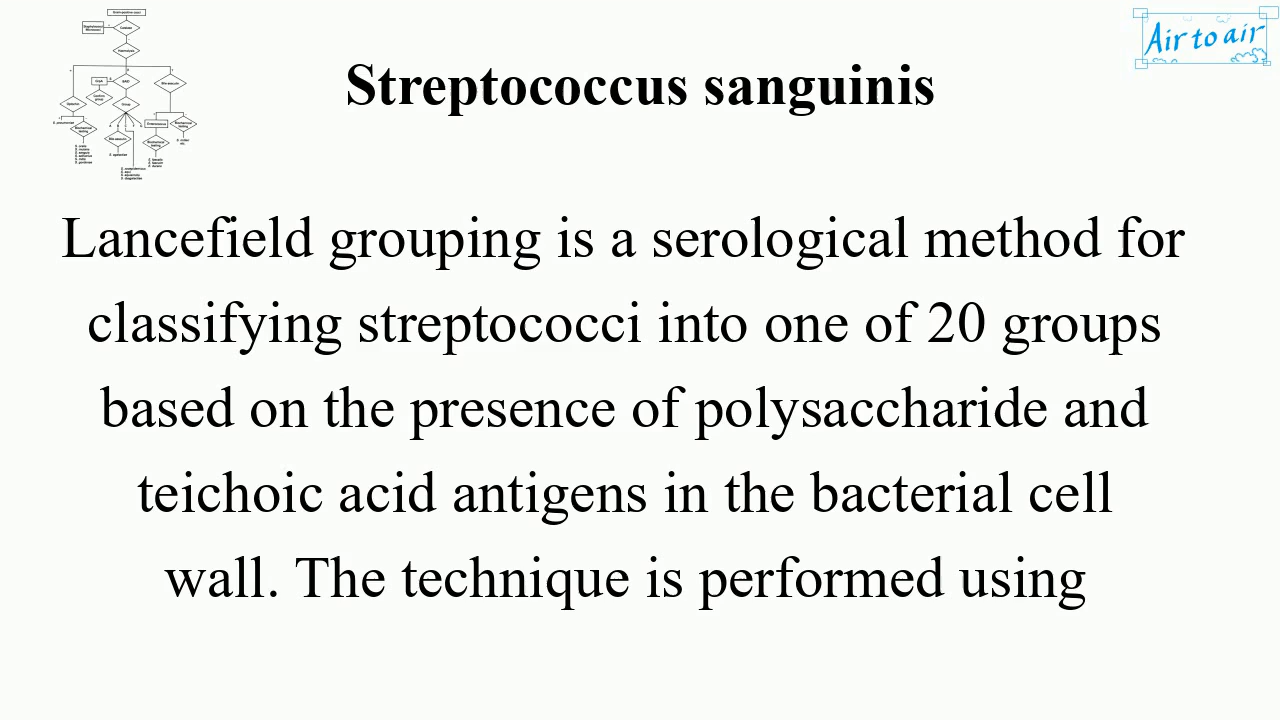 Streptococcus sanguinis
Air to air
Lancefield grouping is a serological method for
classifying streptococci into one of 20 groups
based on the presence of polysaccharide and
teichoic acid antigens in the bacterial cell
wall. The technique is performed using